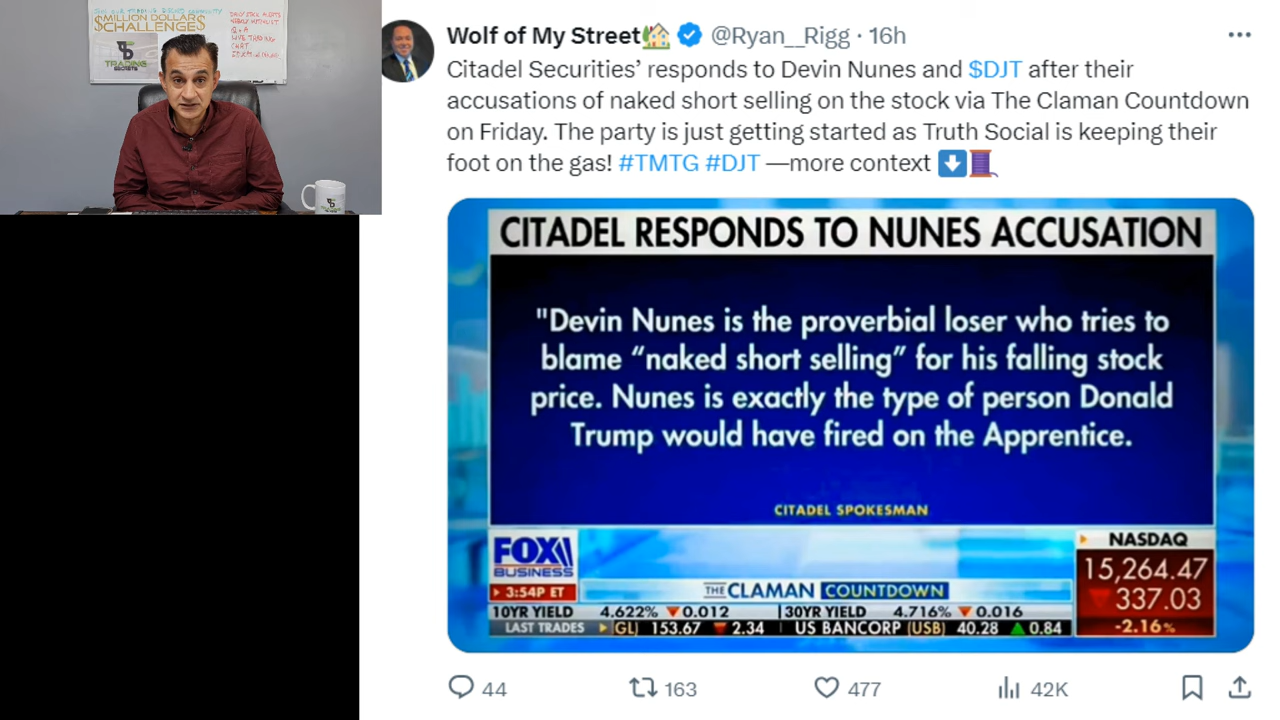 $MILLION DOLLAR
CHALLENGE$
TRADING
SECRETS
Q+A
LIVE TRADING
CHAT
Wolf of My Street🏡 @Ryan__Rigg · 16h
Citadel Securities’ responds to Devin Nunes and $DJT after their
accusations of naked short selling on the stock via The Claman Countdown
on Friday. The party is just getting started as Truth Social is keeping their
foot on the gas! #TMTG #DJT —more context ⬇️🧵
CITADEL RESPONDS TO NUNES ACCUSATION
"Devin Nunes is the proverbial loser who tries to
blame “naked short selling” for his falling stock
price. Nunes is exactly the type of person Donald
Trump would have fired on the Apprentice.
CITADEL SPOKESMAN
FOX
BUSINESS
3:54P ET
THE CLAMAN COUNTDOWN
10YR YIELD 4.622% ▼0.012 30YR YIELD 4.716% ▼0.016
LAST TRADES GL) 153.67 ▼2.34 US BANCORP (USB) 40.28 ▲0.84
NASDAQ
15,264.47
▼337.03
-2.16%
44 163 477 42K